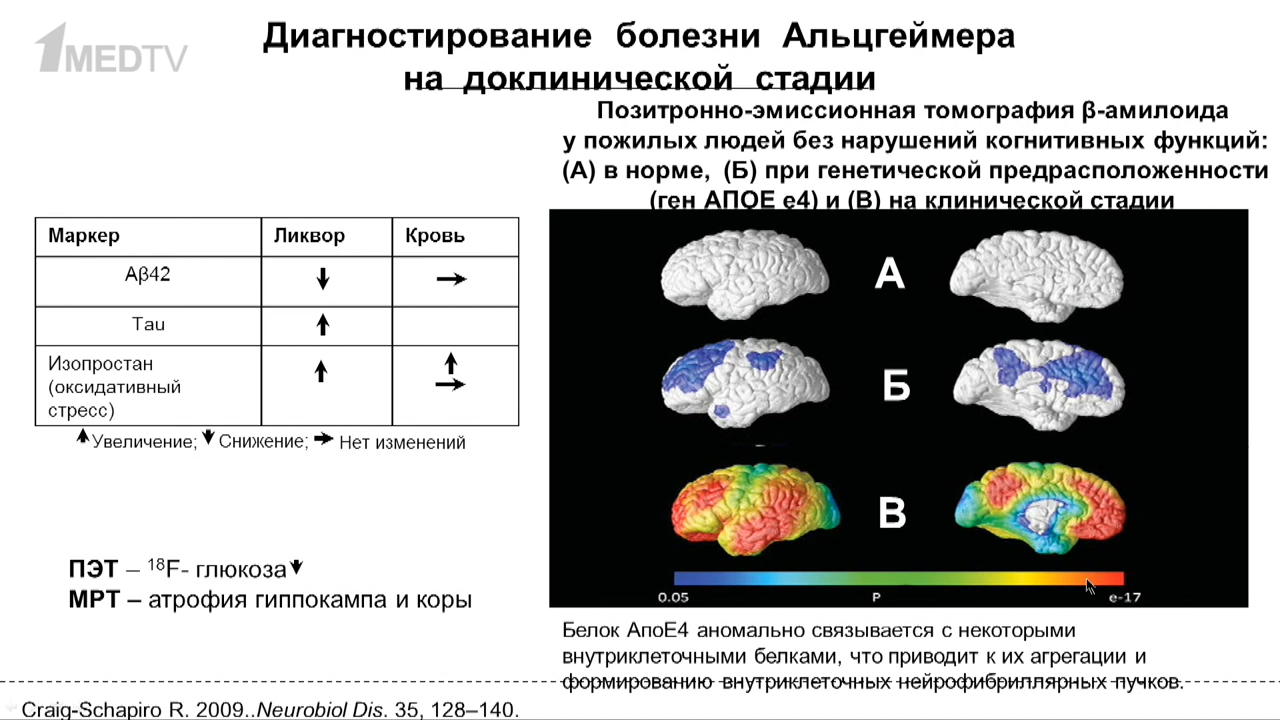 1MEDTV
Диагностирование болезни Альцгеймера
на доклинической стадии
Позитронно-эмиссионная томография β-амилоида
у пожилых людей без нарушений когнитивных функций:
(А) в норме, (Б) при генетической предрасположенности
(ген АПОЕ е4) и (В) на клинической стадии
Маркер Ликвор Кровь
Аβ42 ↓ →
Tau ↑
Изопростан
(оксидативный ↑ ↑ →
стресс)
↑ Увеличение; ↓ Снижение; → Нет изменений
ПЭТ – ¹⁸F- глюкоза ↓
МРТ – атрофия гиппокампа и коры
А
Б
В
0.05 P e-17
Белок АпоЕ4 аномально связывается с некоторыми
внутриклеточными белками, что приводит к их агрегации и
формированию внутриклеточных нейрофибриллярных пучков.
Craig-Schapiro R. 2009..Neurobiol Dis. 35, 128–140.